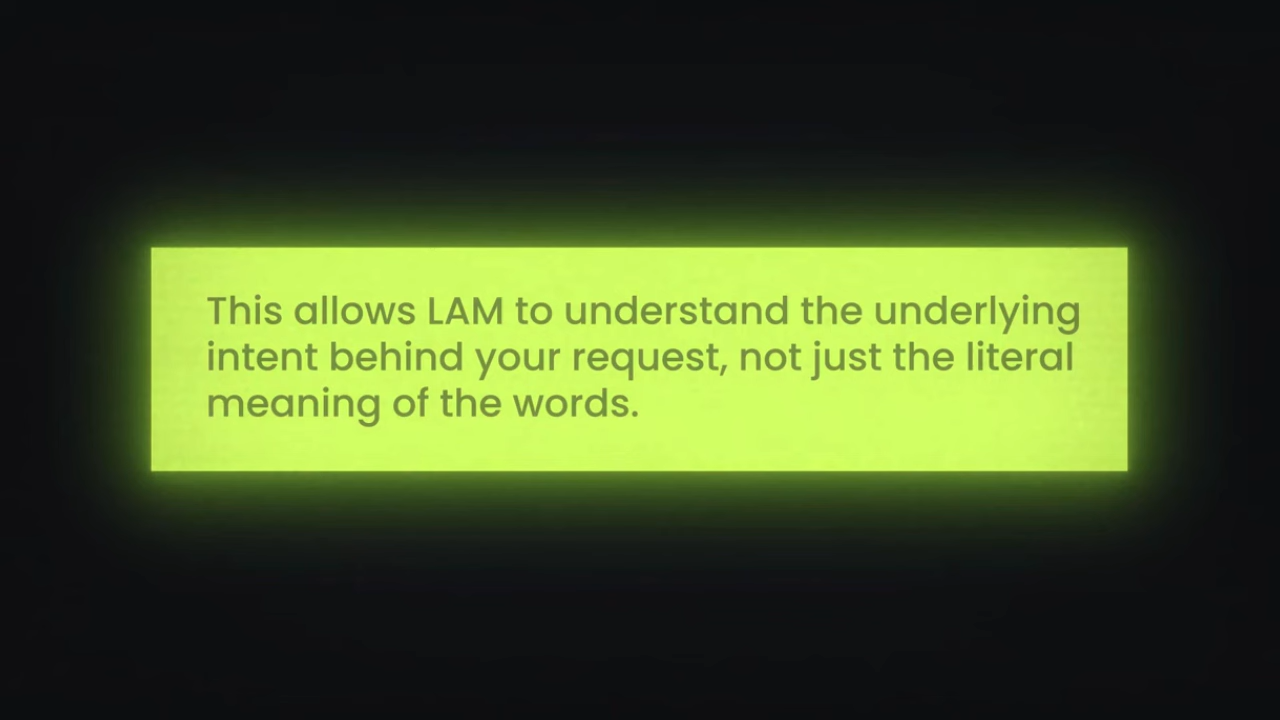 This allows LAM to understand the underlying
intent behind your request, not just the literal
meaning of the words.